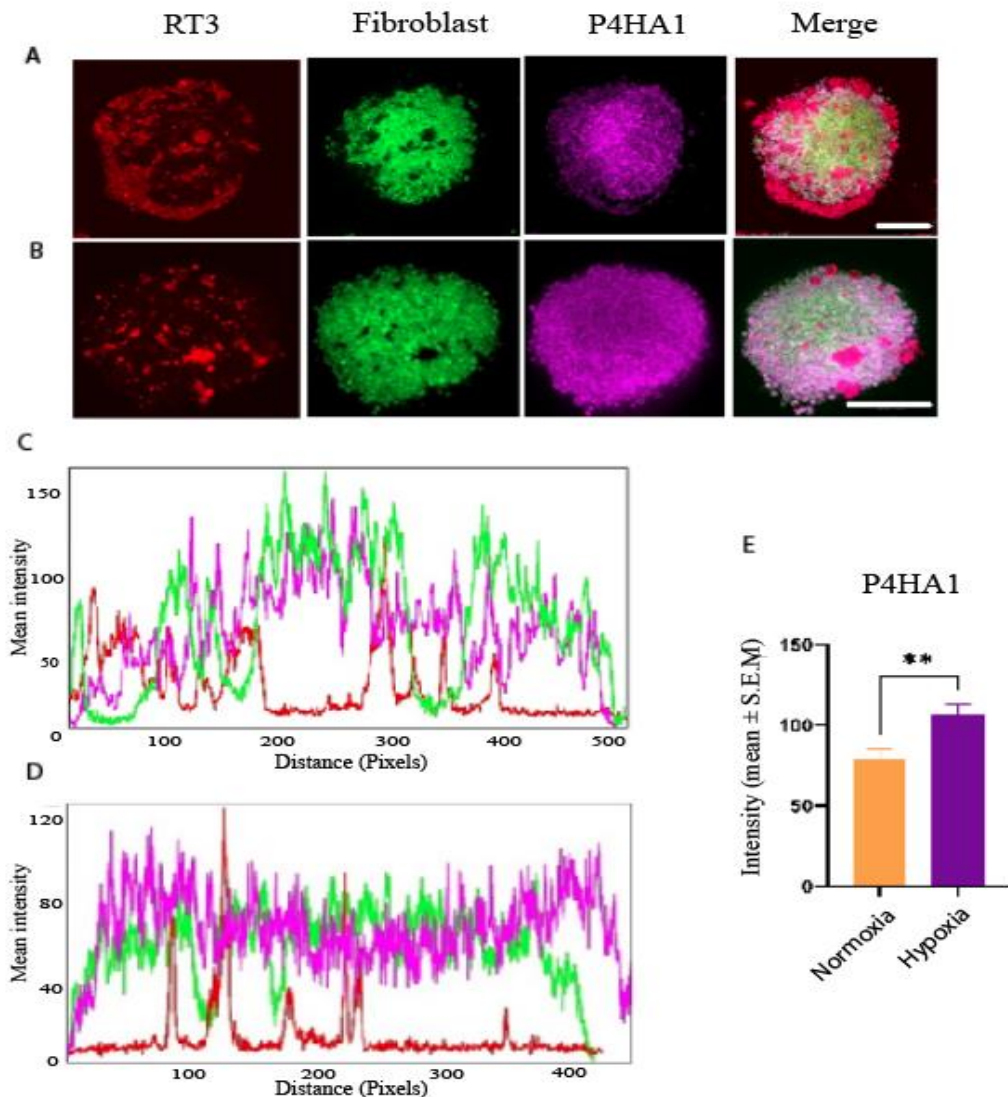 RT3 Fibroblast P4HA1 Merge
A
B
C
150
100
50
0
Mean intensity
100 200 300 400 500
Distance (Pixels)
D
120
80
40
0
Mean intensity
100 200 300 400
Distance (Pixels)
E
P4HA1
150
100
50
0
Intensity (mean ± S.E.M)
**
Normoxia Hypoxia